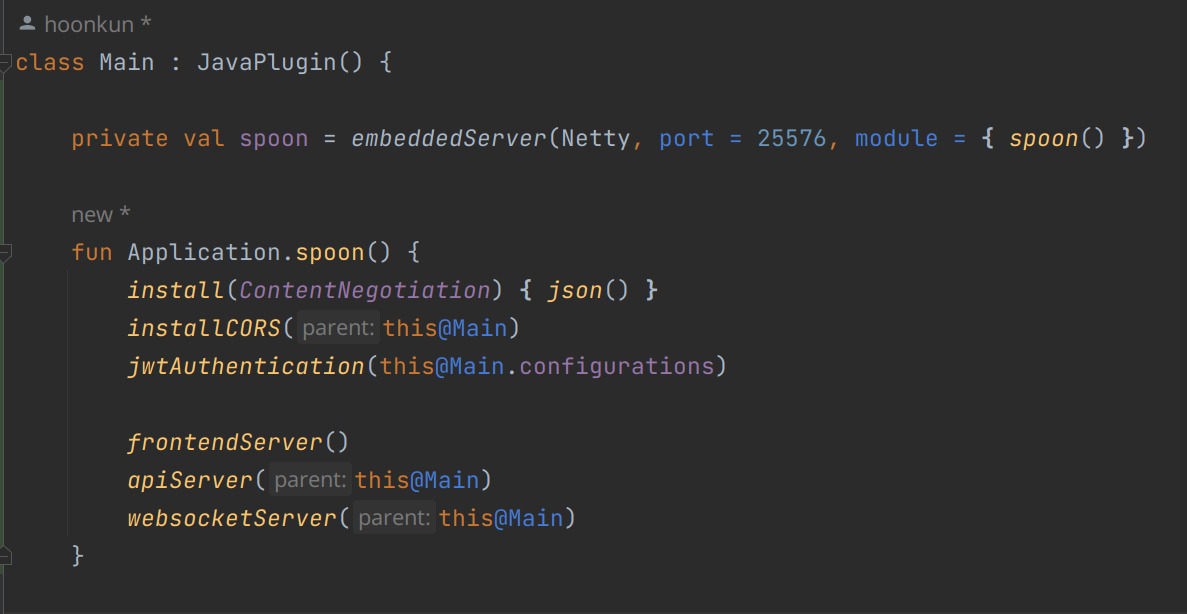 hoonkun *
class Main : JavaPlugin() {
private val spoon = embeddedServer(Netty, port = 25576, module = { spoon() })
new *
fun Application.spoon() {
install(ContentNegotiation) { json() }
installCORS( parent: this@Main)
jwtAuthentication(this@Main.configurations)
frontendServer()
apiServer( parent: this@Main)
websocketServer( parent: this@Main)
}